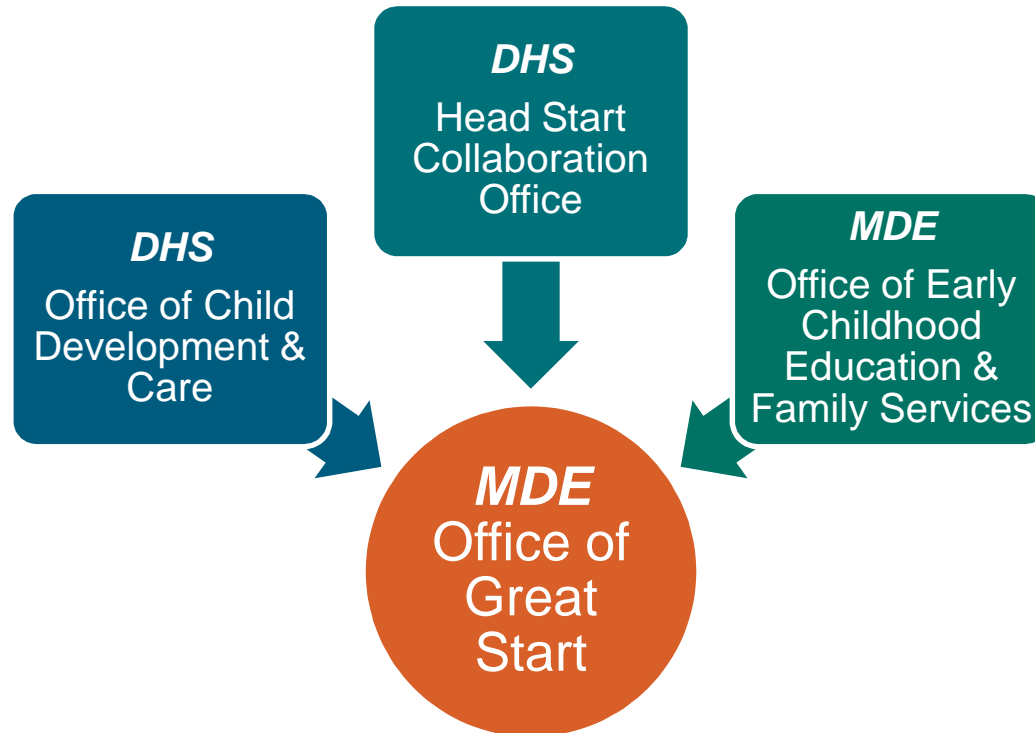 DHS
Head Start
Collaboration
Office
DHS
Office of Child
Development &
Care
MDE
Office of Early
Childhood
Education &
Family Services
MDE
Office of
Great
Start